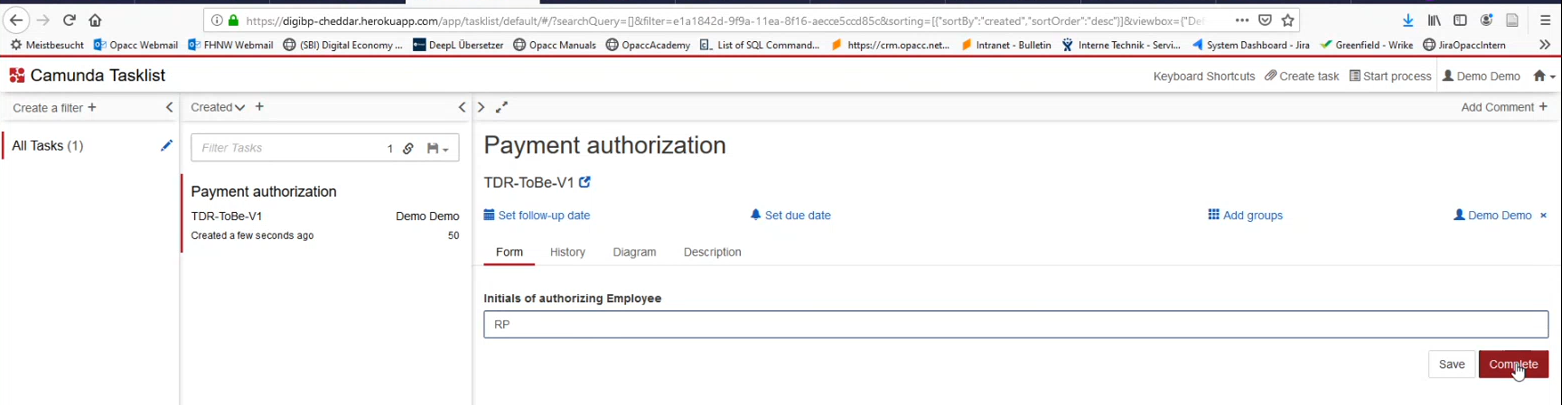 https://digibp-cheddar.herokuapp.com/app/tasklist/default/#/?searchQuery=[]&filter=e1a1842d-9f9a-11ea-8f16-aecce5ccd85c&sorting=[{"sortBy":"created","sortOrder":"desc"}]&viewbox={"Def
Meistbesucht Opacc Webmail FHNW Webmail (SBI) Digital Economy ... DeepL Übersetzer Opacc Manuals OpaccAcademy List of SQL Command... https://crm.opacc.net... Intranet - Bulletin Interne Technik - Servi... System Dashboard - Jira Greenfield - Wrike JiraOpaccIntern
Camunda Tasklist Keyboard Shortcuts Create task Start process Demo Demo
Create a filter + Created + Add Comment +
All Tasks (1)
Filter Tasks 1
Payment authorization
TDR-ToBe-V1 Demo Demo
Created a few seconds ago 50
Payment authorization
TDR-ToBe-V1
Set follow-up date Set due date Add groups Demo Demo ×
Form History Diagram Description
Initials of authorizing Employee
RP
Save Complete